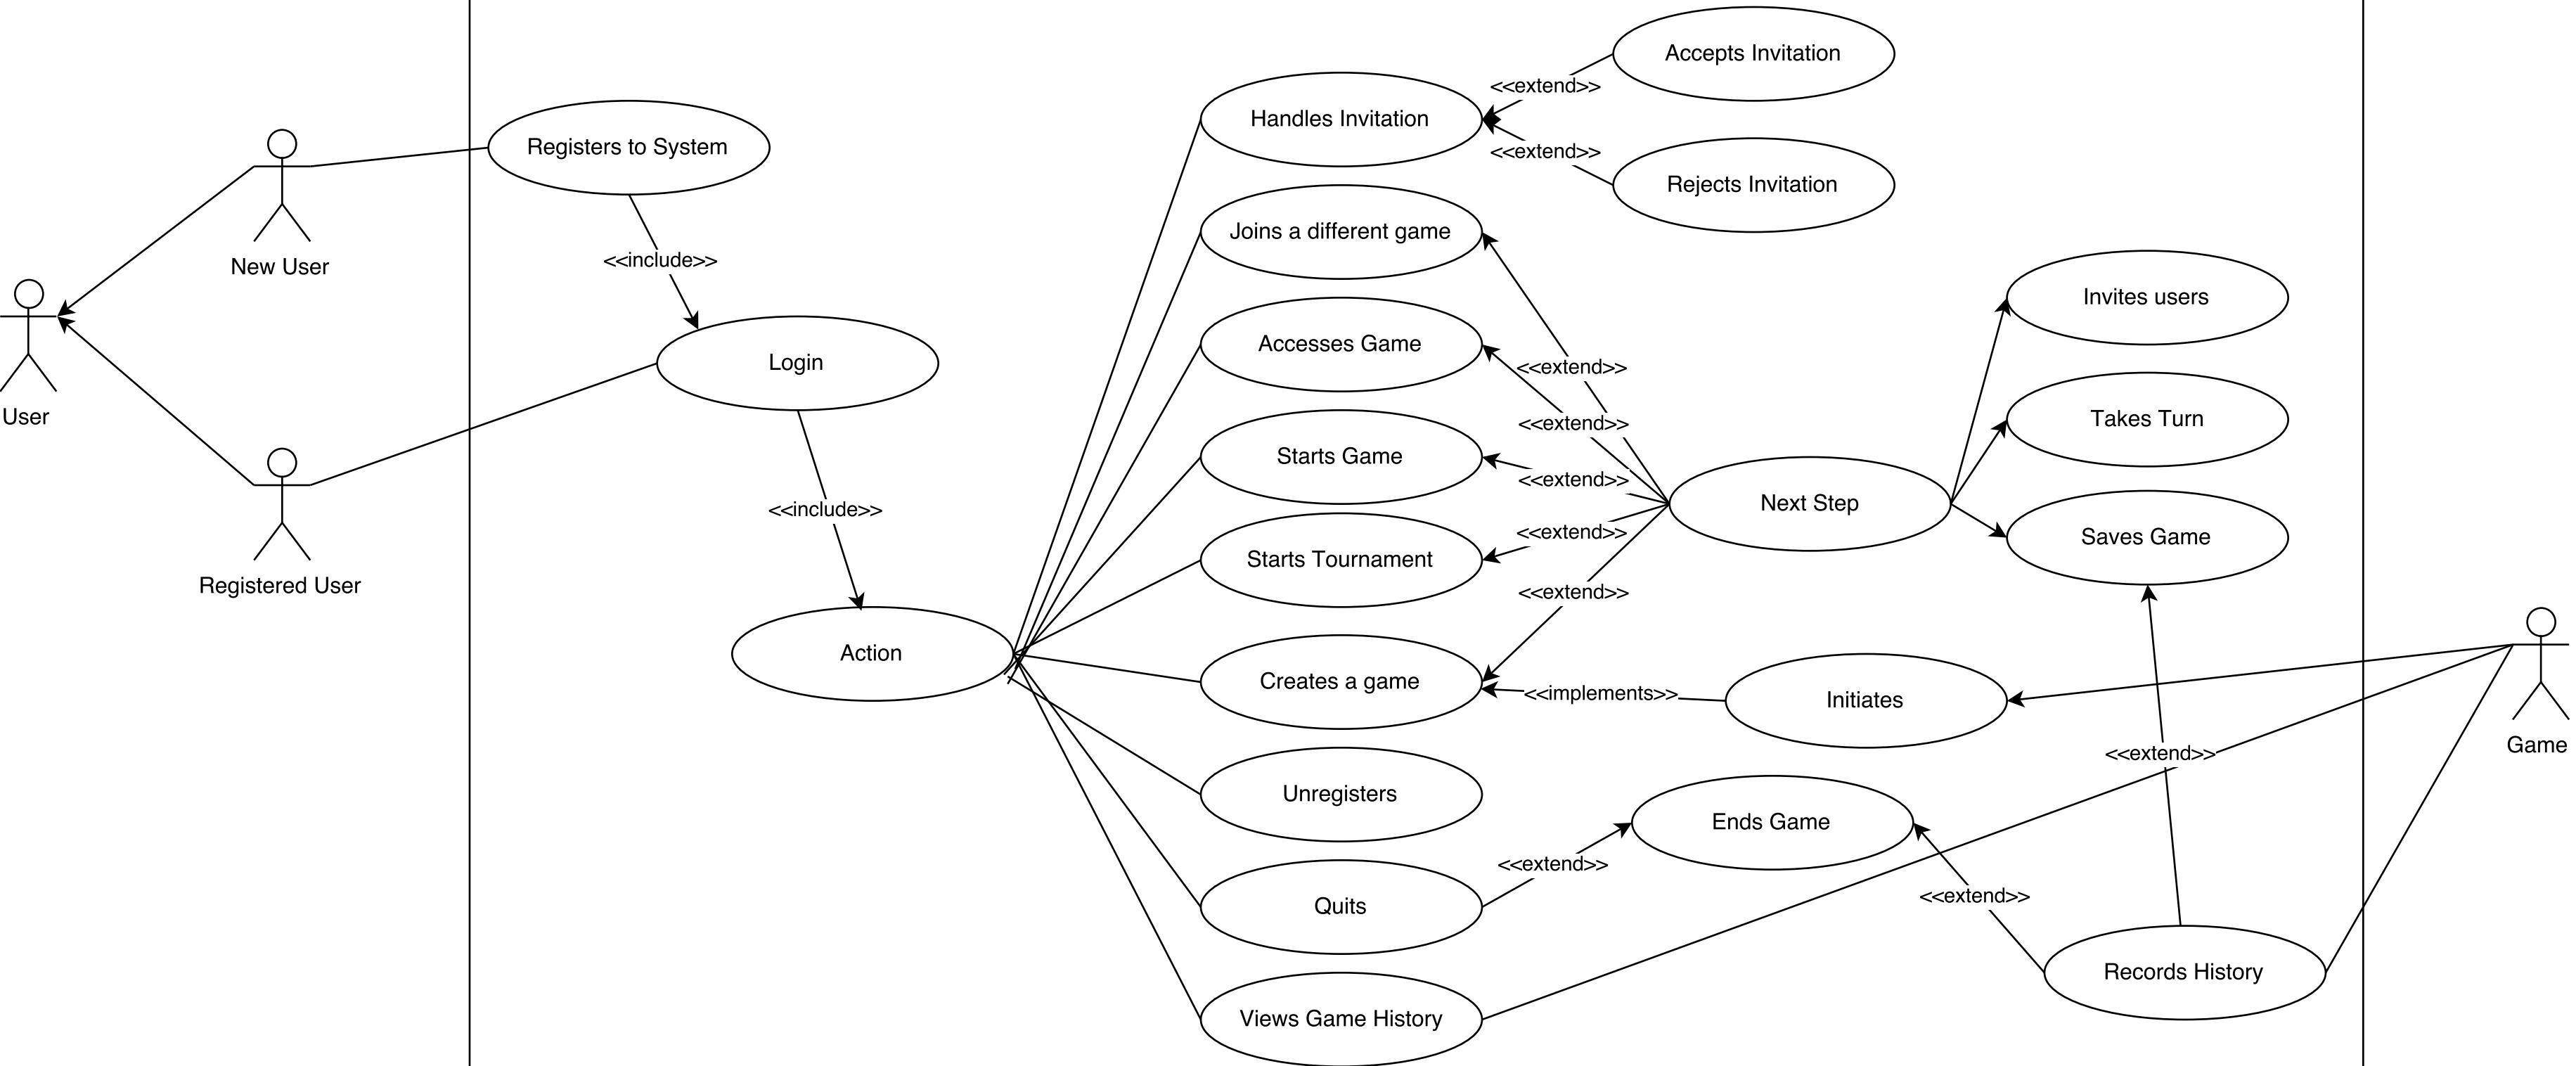 Accepts Invitation
<<extend>>
Handles Invitation
Registers to System
<<extend>>
Rejects Invitation
Joins a different game
<<include>>
New User
Invites users
Accesses Game
Login
<<extend>>
User
Takes Turn
<<extend>>
Starts Game
<<extend>>
Next Step
<<include>>
<<extend>>
Saves Game
Starts Tournament
Registered User
<<extend>>
Action
Creates a game
<<implements>>
Initiates
Game
<<extend>>
Unregisters
Ends Game
<<extend>>
<<extend>>
Quits
Records History
Views Game History